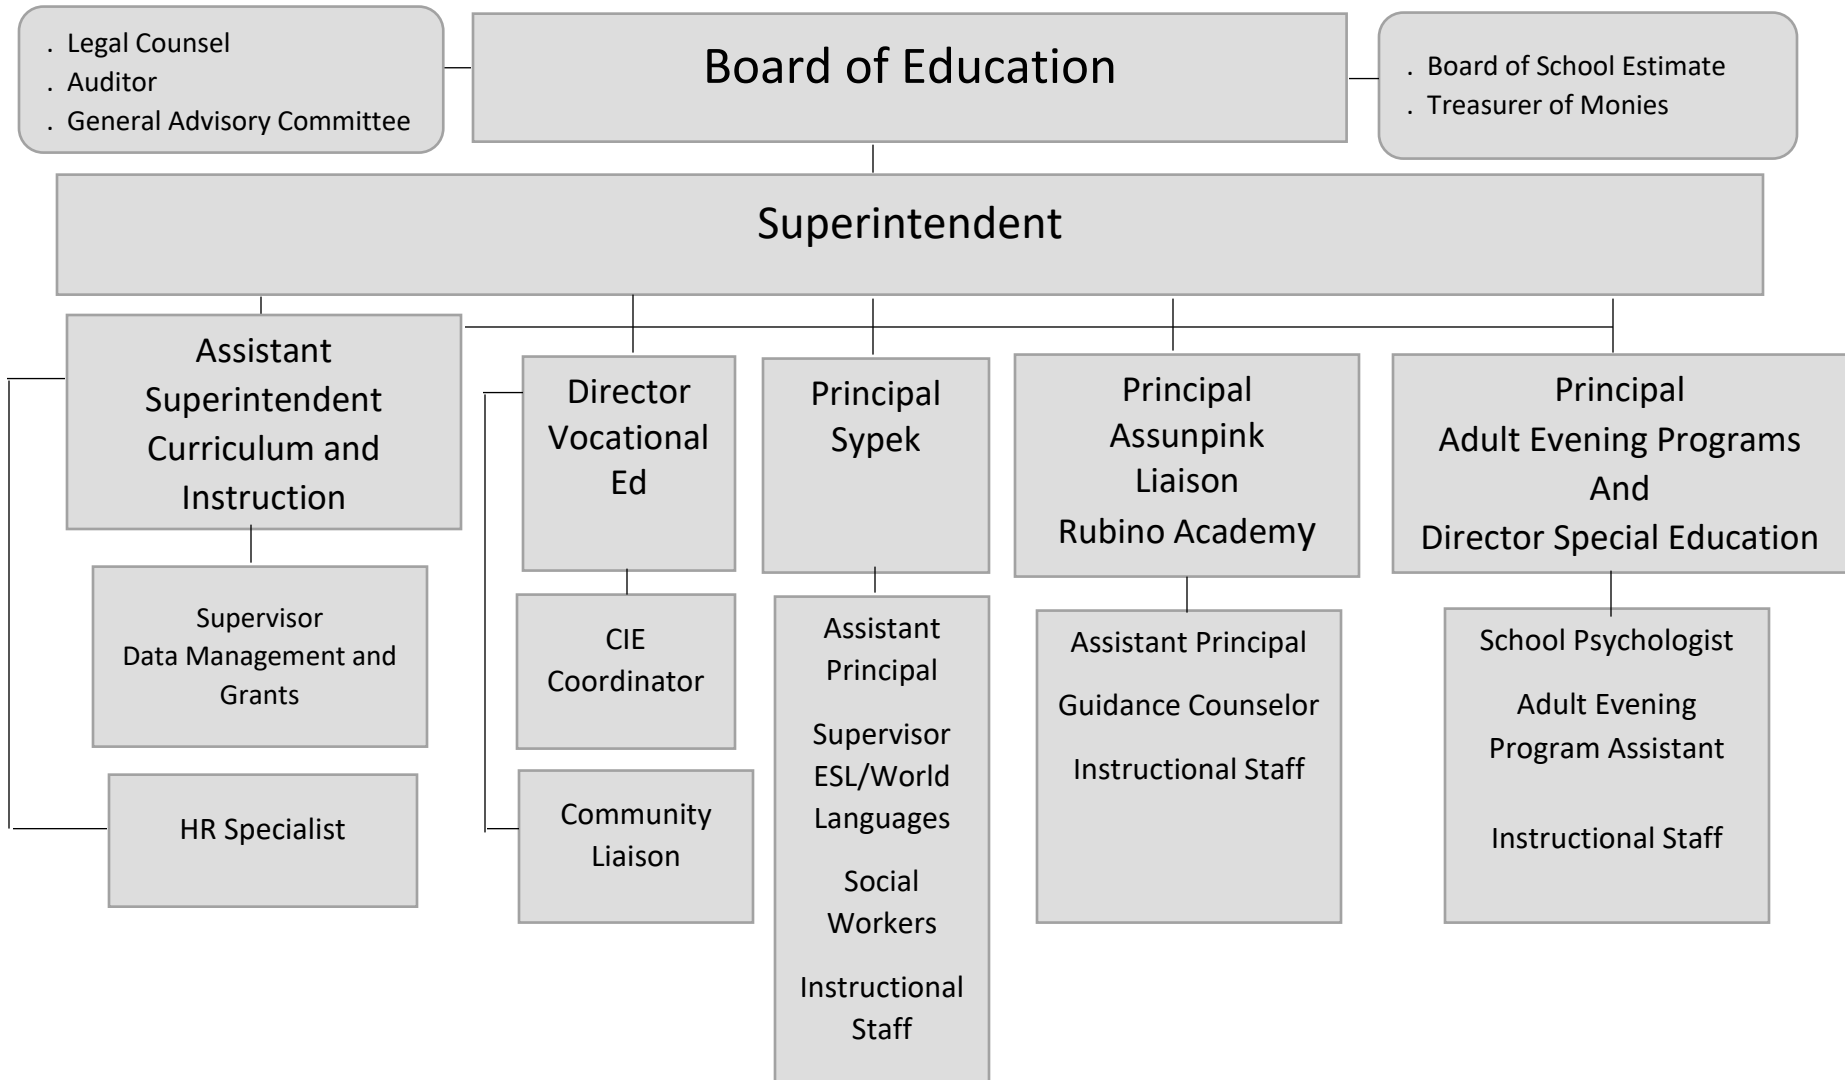 . Legal Counsel
. Auditor
. General Advisory Committee
Board of Education
. Board of School Estimate
. Treasurer of Monies
Superintendent
Assistant
Superintendent
Curriculum and
Instruction
Director
Vocational
Ed
Principal
Sypek
Principal
Assunpink
Liaison
Rubino Academy
Principal
Adult Evening Programs
And
Director Special Education
Supervisor
Data Management and
Grants
HR Specialist
CIE
Coordinator
Community
Liaison
Assistant
Principal
Supervisor
ESL/World
Languages
Social
Workers
Instructional
Staff
Assistant Principal
Guidance Counselor
Instructional Staff
School Psychologist
Adult Evening
Program Assistant
Instructional Staff